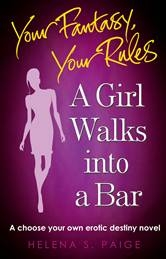 Your Fantasy,
Your Rules
A Girl
Walks
into
a Bar
A choose your own erotic destiny novel
HELENA S. PAIGE